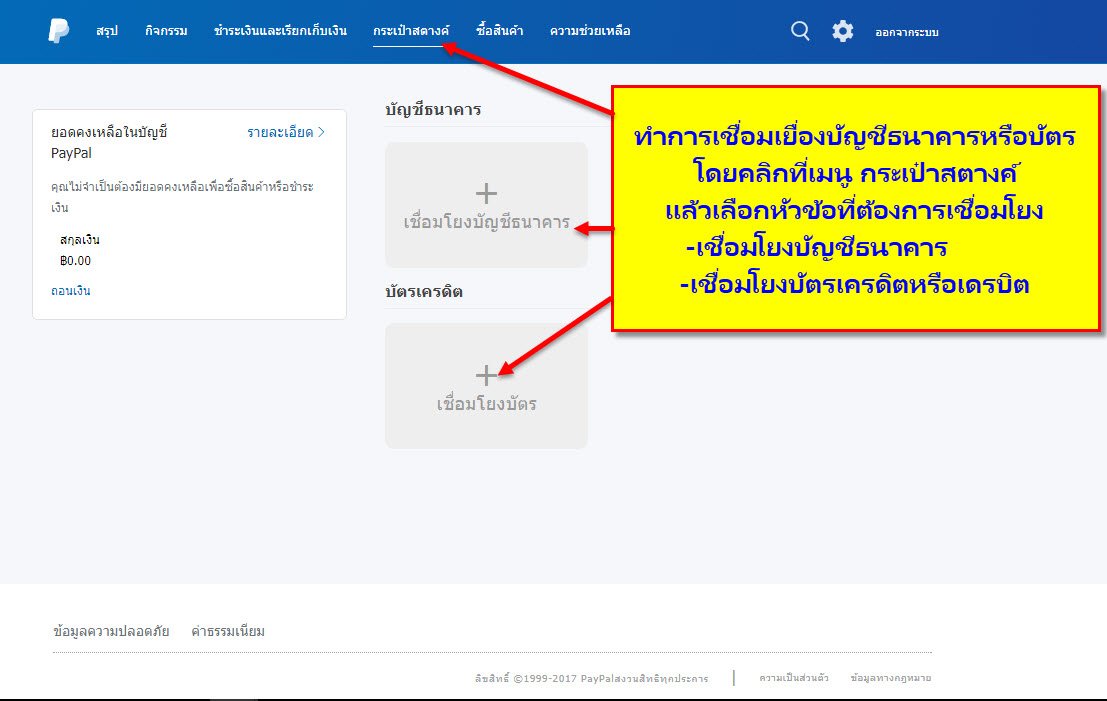 สรุป กิจกรรม ชำระเงินและเรียกเก็บเงิน กระเป๋าสตางค์ ซื้อสินค้า ความช่วยเหลือ ออกจากระบบ
ยอดคงเหลือในบัญชี รายละเอียด
PayPal
คุณไม่จำเป็นต้องมียอดคงเหลือเพื่อซื้อสินค้าหรือชำระ
เงิน
สกุลเงิน
฿0.00
ถอนเงิน
บัญชีธนาคาร
เชื่อมโยงบัญชีธนาคาร
บัตรเครดิต
เชื่อมโยงบัตร
ทำการเชื่อมเยื่องบัญชีธนาคารหรือบัตร
โดยคลิกที่เมนู กระเป๋าสตางค์
แล้วเลือกหัวข้อที่ต้องการเชื่อมโยง
-เชื่อมโยงบัญชีธนาคาร
-เชื่อมโยงบัตรเครดิตหรือเดรบิต
ข้อมูลความปลอดภัย ค่าธรรมเนียม
ลิขสิทธิ์ ©1999-2017 PayPalสงวนสิทธิทุกประการ | ความเป็นส่วนตัว ข้อมูลทางกฎหมาย